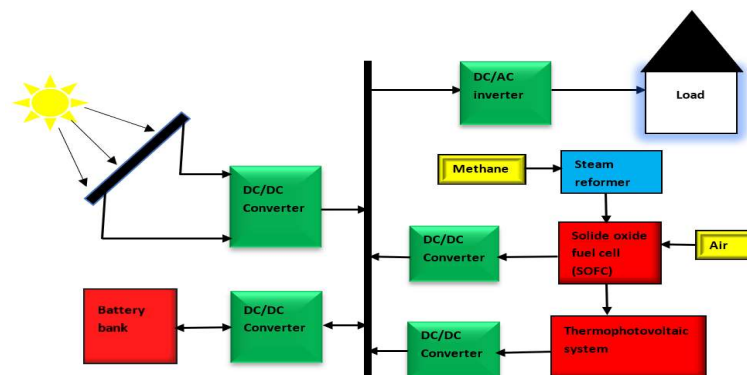 DC/AC
inverter
Load
Methane
Steam
reformer
DC/DC
Converter
DC/DC
Converter
Solide oxide
fuel cell
(SOFC)
Air
Battery
bank
DC/DC
Converter
DC/DC
Converter
Thermophotovoltaic
system